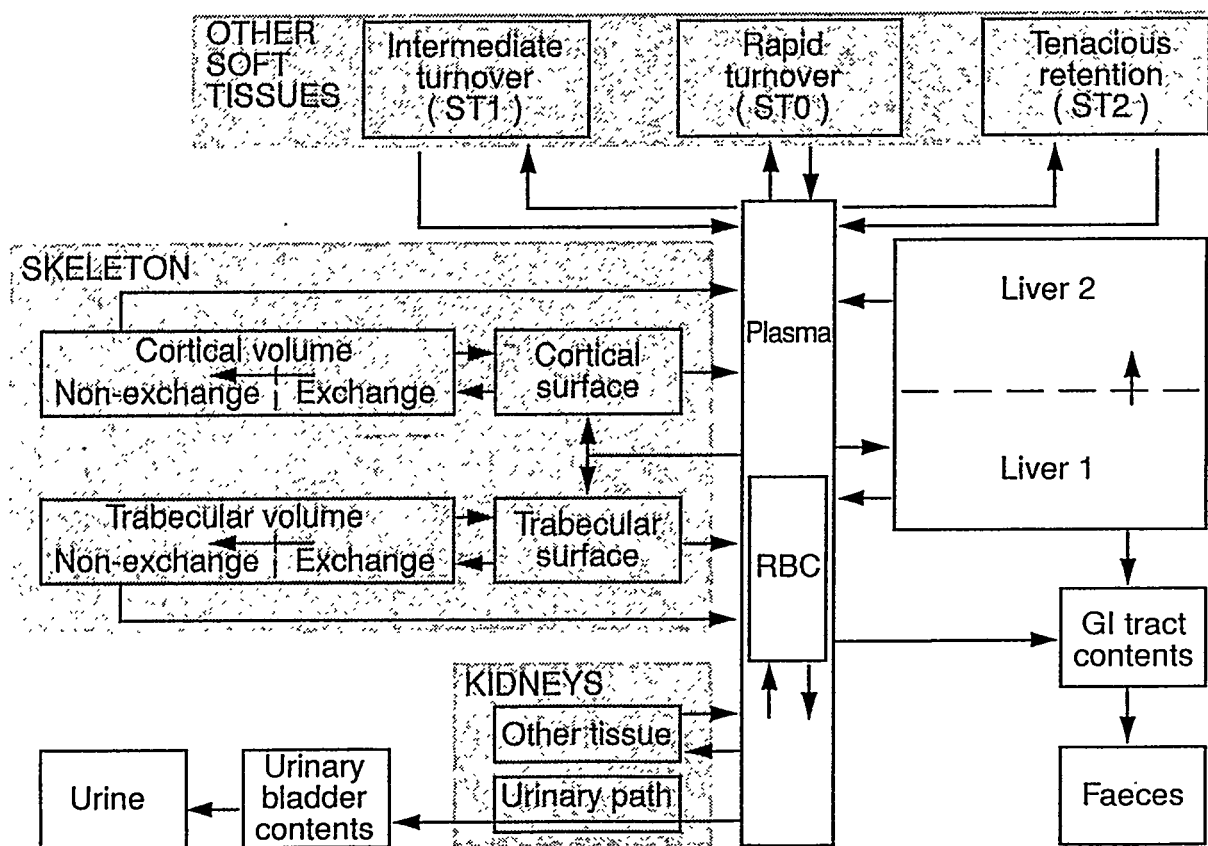 OTHER
SOFT
TISSUES
Intermediate
turnover
( ST1 )
Rapid
turnover
( ST0 )
Tenacious
retention
( ST2 )
SKELETON
Cortical volume
Non-exchange
Exchange
Cortical
surface
Trabecular volume
Non-exchange
Exchange
Trabecular
surface
Plasma
RBC
Liver 2
Liver 1
GI tract
contents
Faeces
KIDNEYS
Other tissue
Urinary path
Urinary
bladder
contents
Urine